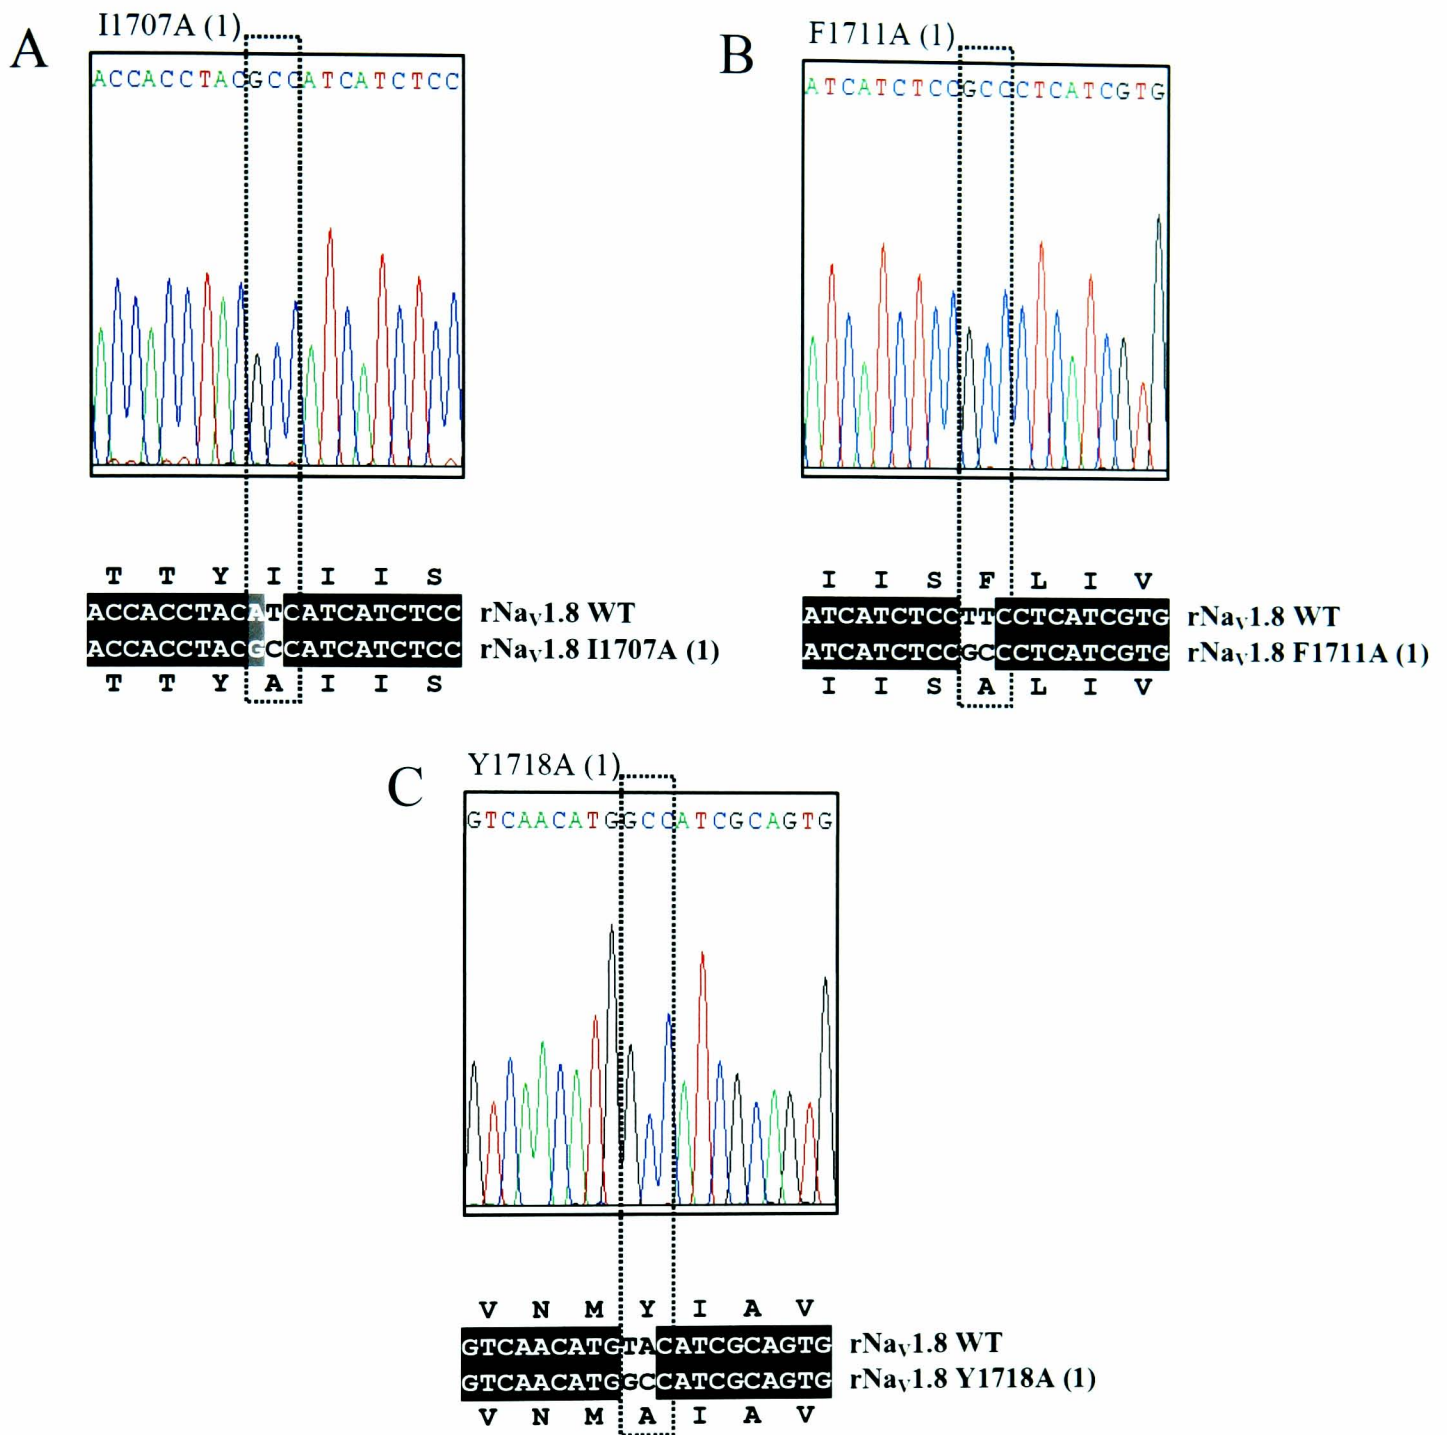 A
I1707A (1)
ACCACCTACGCCATCATCTCC
T T Y I I I S
ACCACCTACATCATCATCTCC rNaV1.8 WT
ACCACCTACGCCATCATCTCC rNaV1.8 I1707A (1)
T T Y A I I S
B
F1711A (1)
ATCATCTCCGCCCTCATCGTG
I I S F L I V
ATCATCTCCTTCCTCATCGTG rNaV1.8 WT
ATCATCTCCGCCCTCATCGTG rNaV1.8 F1711A (1)
I I S A L I V
C
Y1718A (1)
GTCAACATGGCCATCGCAGTG
V N M Y I A V
GTCAACATGTACATCGCAGTG rNaV1.8 WT
GTCAACATGGCCATCGCAGTG rNaV1.8 Y1718A (1)
V N M A I A V